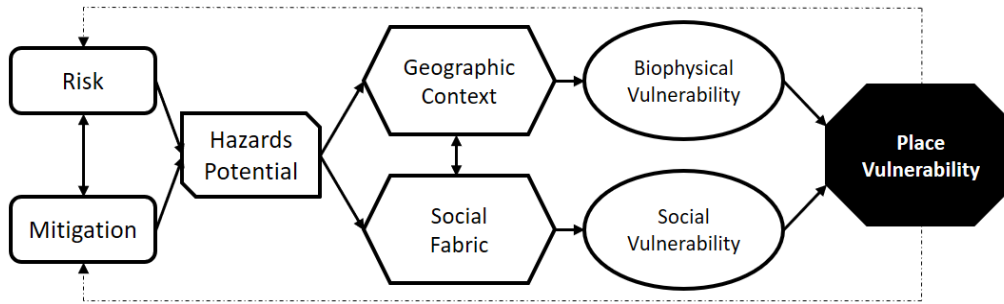 Risk
Mitigation
Hazards
Potential
Geographic
Context
Social
Fabric
Biophysical
Vulnerability
Social
Vulnerability
Place
Vulnerability